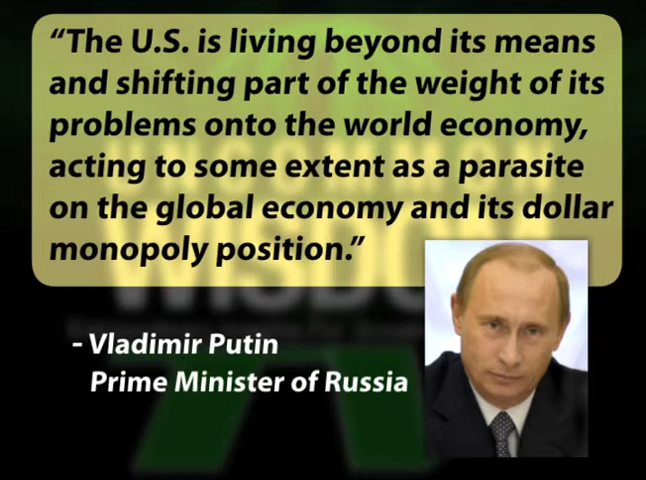 “The U.S. is living beyond its means
and shifting part of the weight of its
problems onto the world economy,
acting to some extent as a parasite
on the global economy and its dollar
monopoly position.”
- Vladimir Putin
Prime Minister of Russia